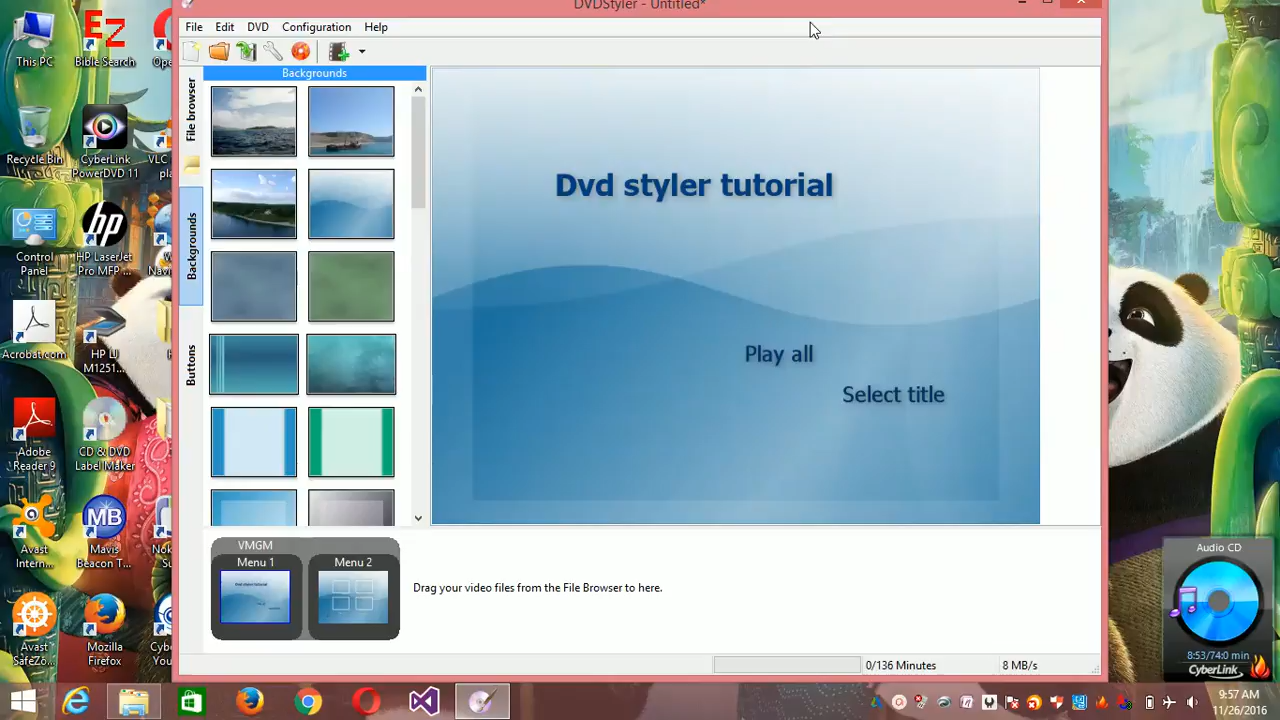 DVDStyler - Untitled*
File Edit DVD Configuration Help
Backgrounds
File browser
Backgrounds
Buttons
Dvd styler tutorial
Play all
Select title
VMGM
Menu 1
Menu 2
Drag your video files from the File Browser to here.
0/136 Minutes
8 MB/s
This PC
EZ
Bible Search
Recycle Bin
CyberLink PowerDVD 11
Control Panel
hp
HP LaserJet Pro MFP ...
Acrobat.com
HP LJ M1251...
Adobe Reader 9
CD & DVD Label Maker
Avast Intern...
MB
Mavis Beacon T...
Avast SafeZo...
Mozilla Firefox
Audio CD
8:53/74:0 min
CyberLink
9:57 AM
11/26/2016